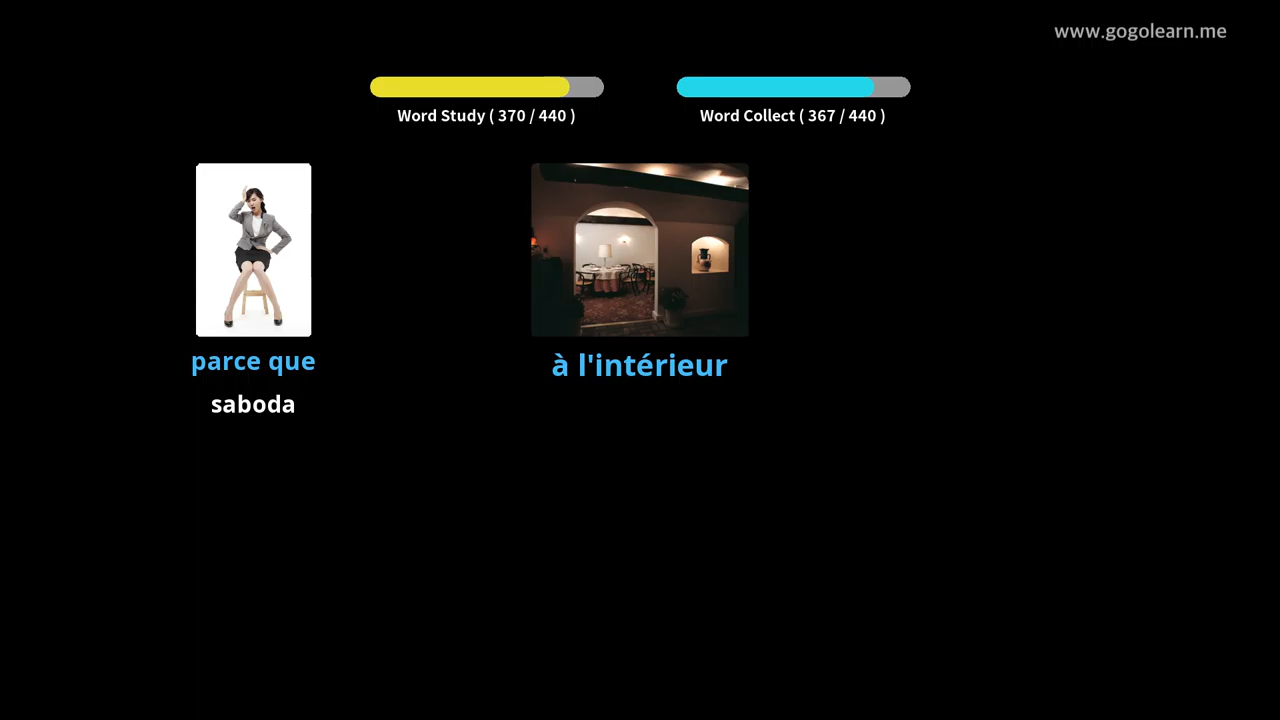 www.gogolearn.me
Word Study ( 370 / 440 )
Word Collect ( 367 / 440 )
parce que
saboda
à l'intérieur